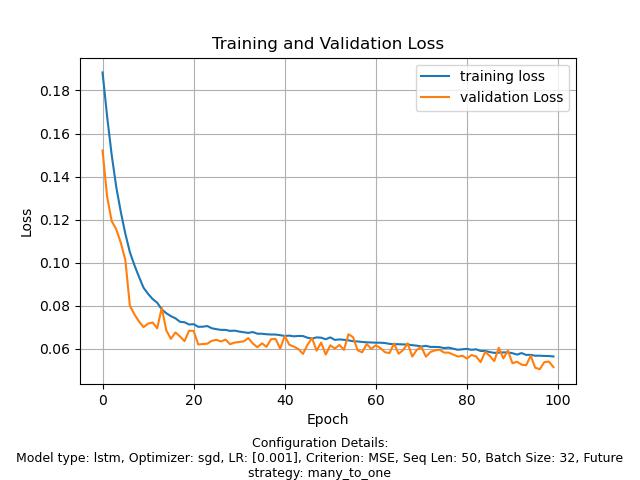 Training and Validation Loss
training loss
validation Loss
0.18
0.16
0.14
0.12
0.10
0.08
0.06
Loss
0 20 40 60 80 100
Epoch
Configuration Details:
Model type: lstm, Optimizer: sgd, LR: [0.001], Criterion: MSE, Seq Len: 50, Batch Size: 32, Future
strategy: many_to_one